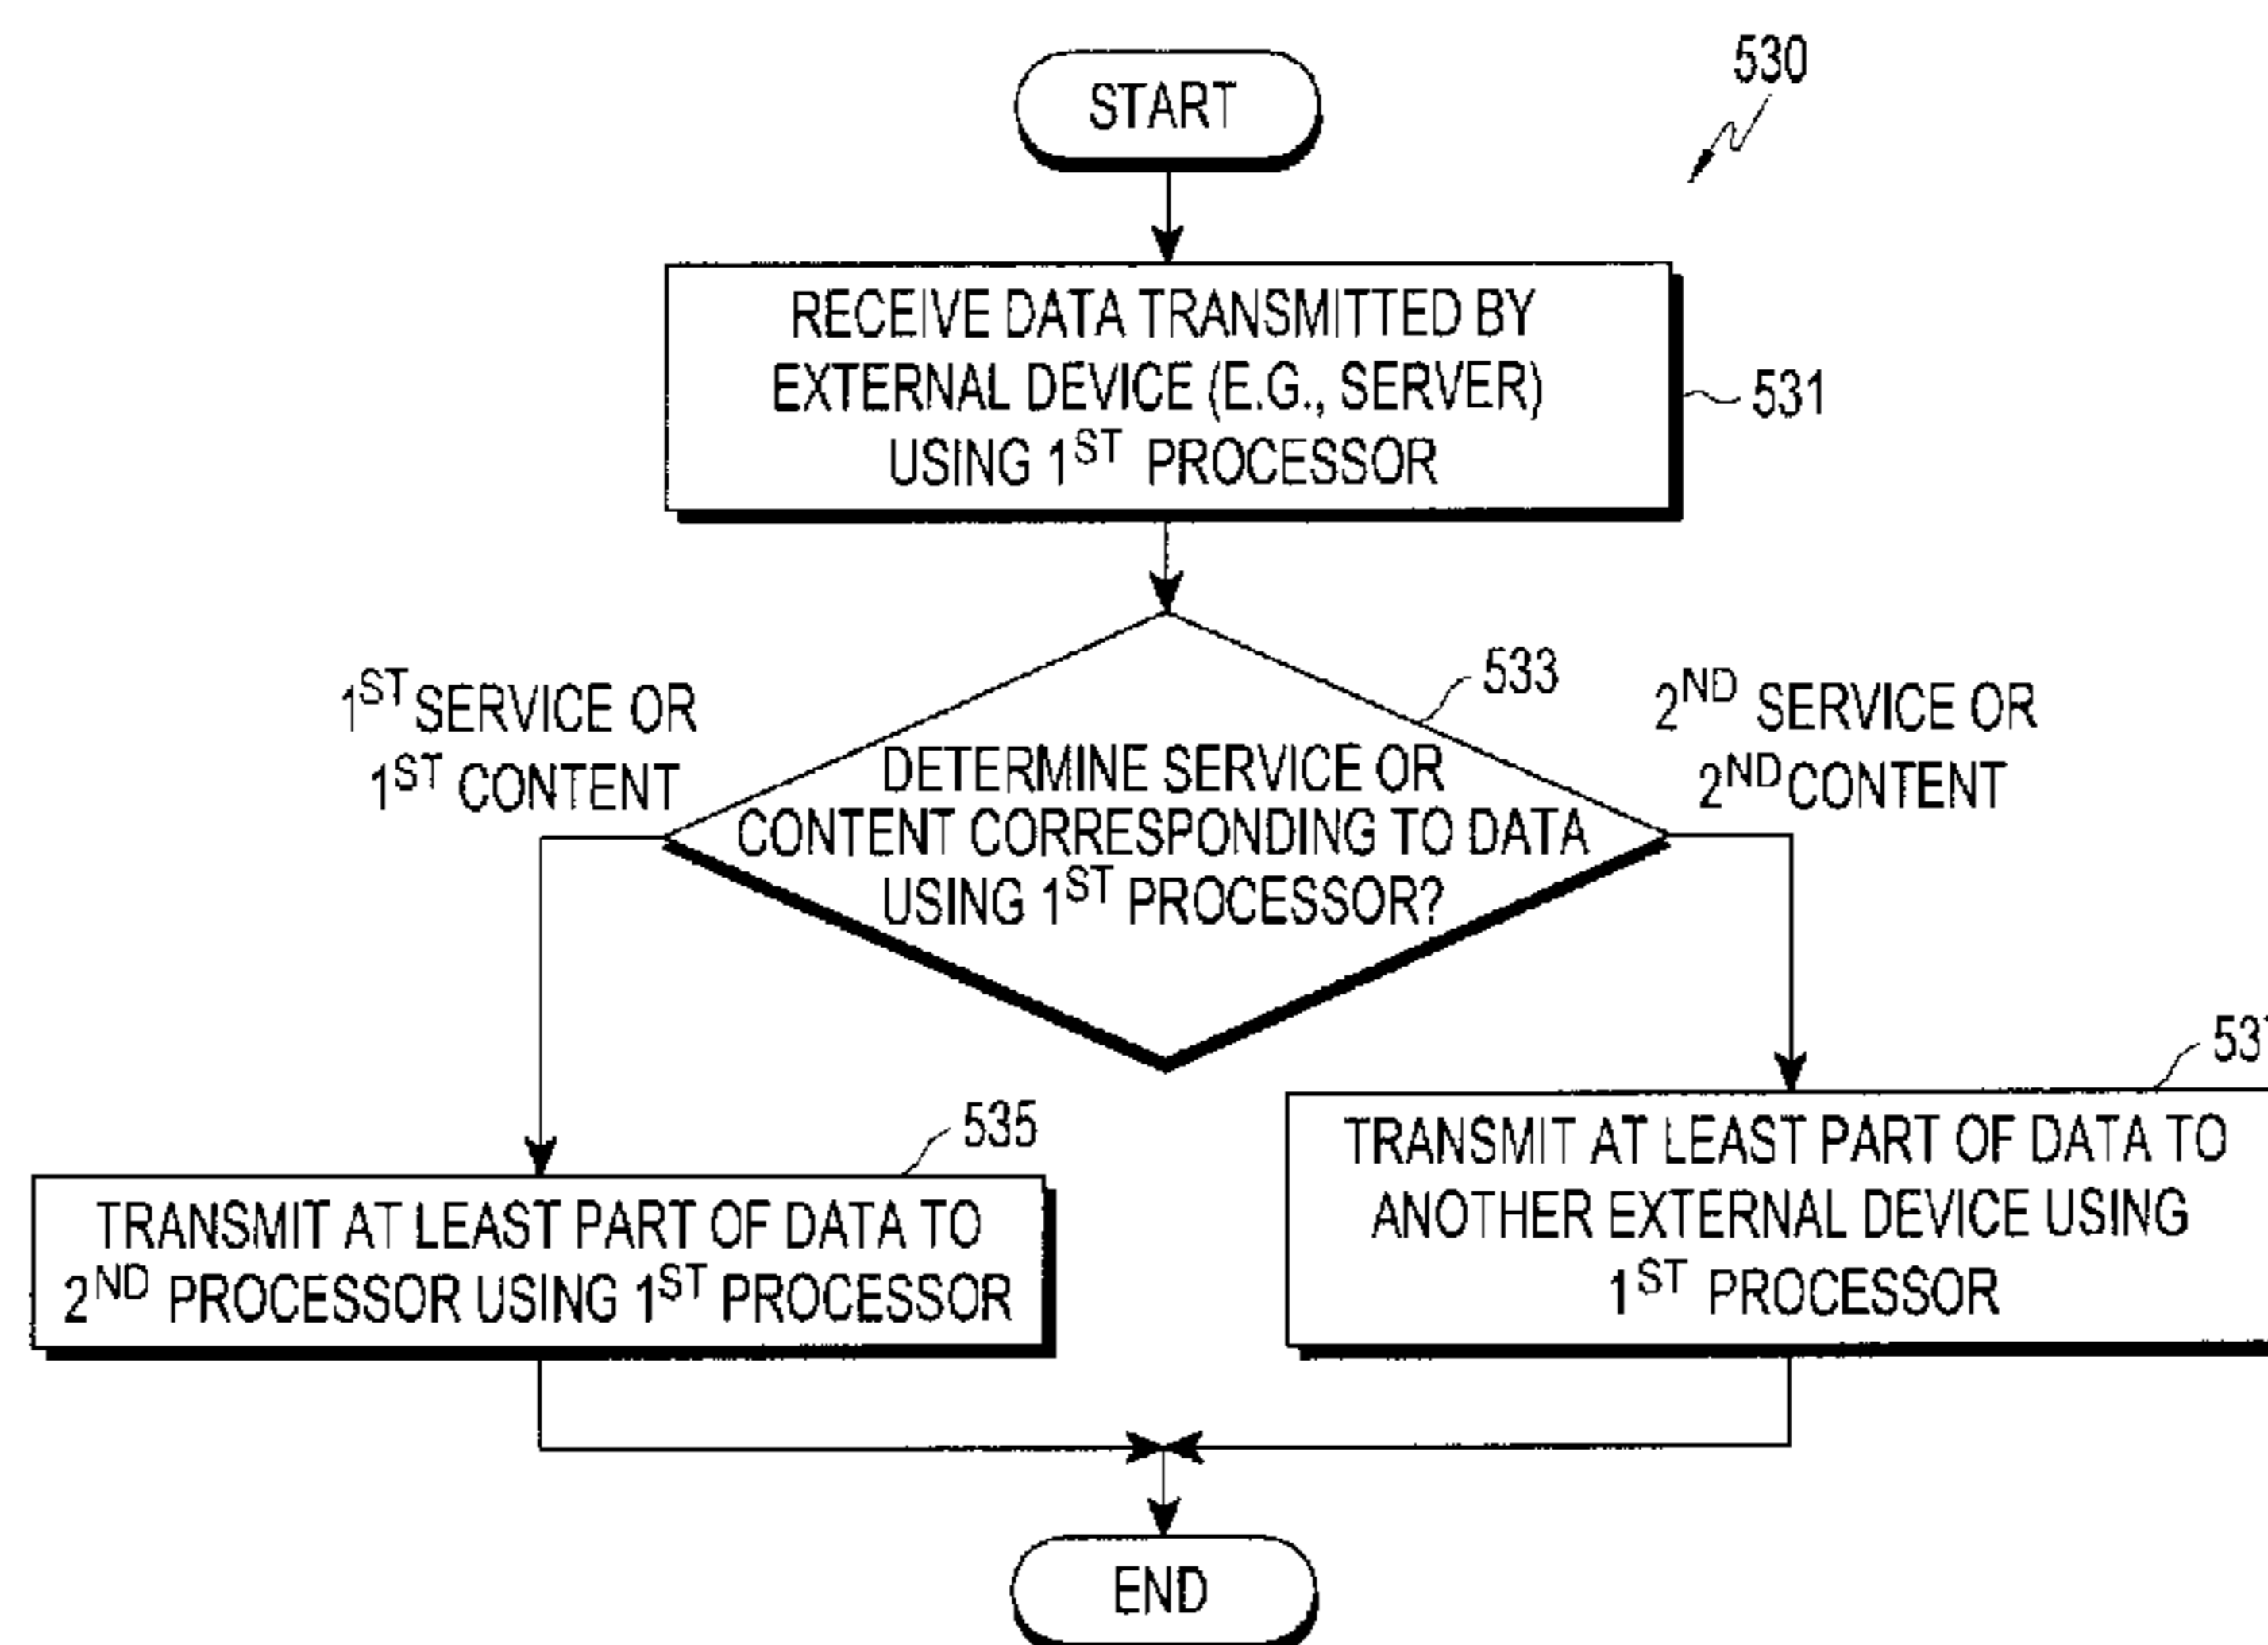 530
START
RECEIVE DATA TRANSMITTED BY
EXTERNAL DEVICE (E.G., SERVER)
USING 1ST PROCESSOR
531
533
1ST SERVICE OR
1ST CONTENT
2ND SERVICE OR
2ND CONTENT
DETERMINE SERVICE OR
CONTENT CORRESPONDING TO DATA
USING 1ST PROCESSOR?
535
TRANSMIT AT LEAST PART OF DATA TO
2ND PROCESSOR USING 1ST PROCESSOR
TRANSMIT AT LEAST PART OF DATA TO
ANOTHER EXTERNAL DEVICE USING
1ST PROCESSOR
END